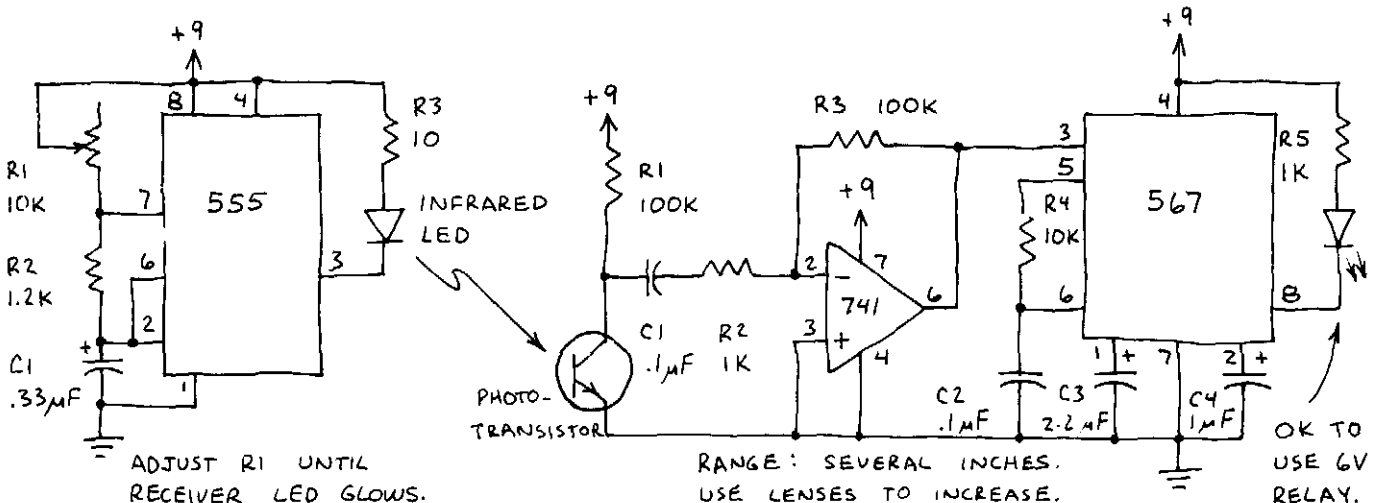 +9
8
4
R3
10
R1
10K
7
555
INFRARED
LED
6
3
R2
1.2K
2
+
C1
.33μF
1
ADJUST R1 UNTIL
RECEIVER LED GLOWS.
+9
R1
100K
R3 100K
+9
2
−
7
741
6
3
+
4
C1
.1μF
R2
1K
PHOTO-
TRANSISTOR
+9
4
3
5
567
R5
1K
R4
10K
6
8
1
+
7
2
+
C2
.1μF
C3
2.2μF
C4
1μF
RANGE: SEVERAL INCHES.
USE LENSES TO INCREASE.
OK TO
USE 6V
RELAY.